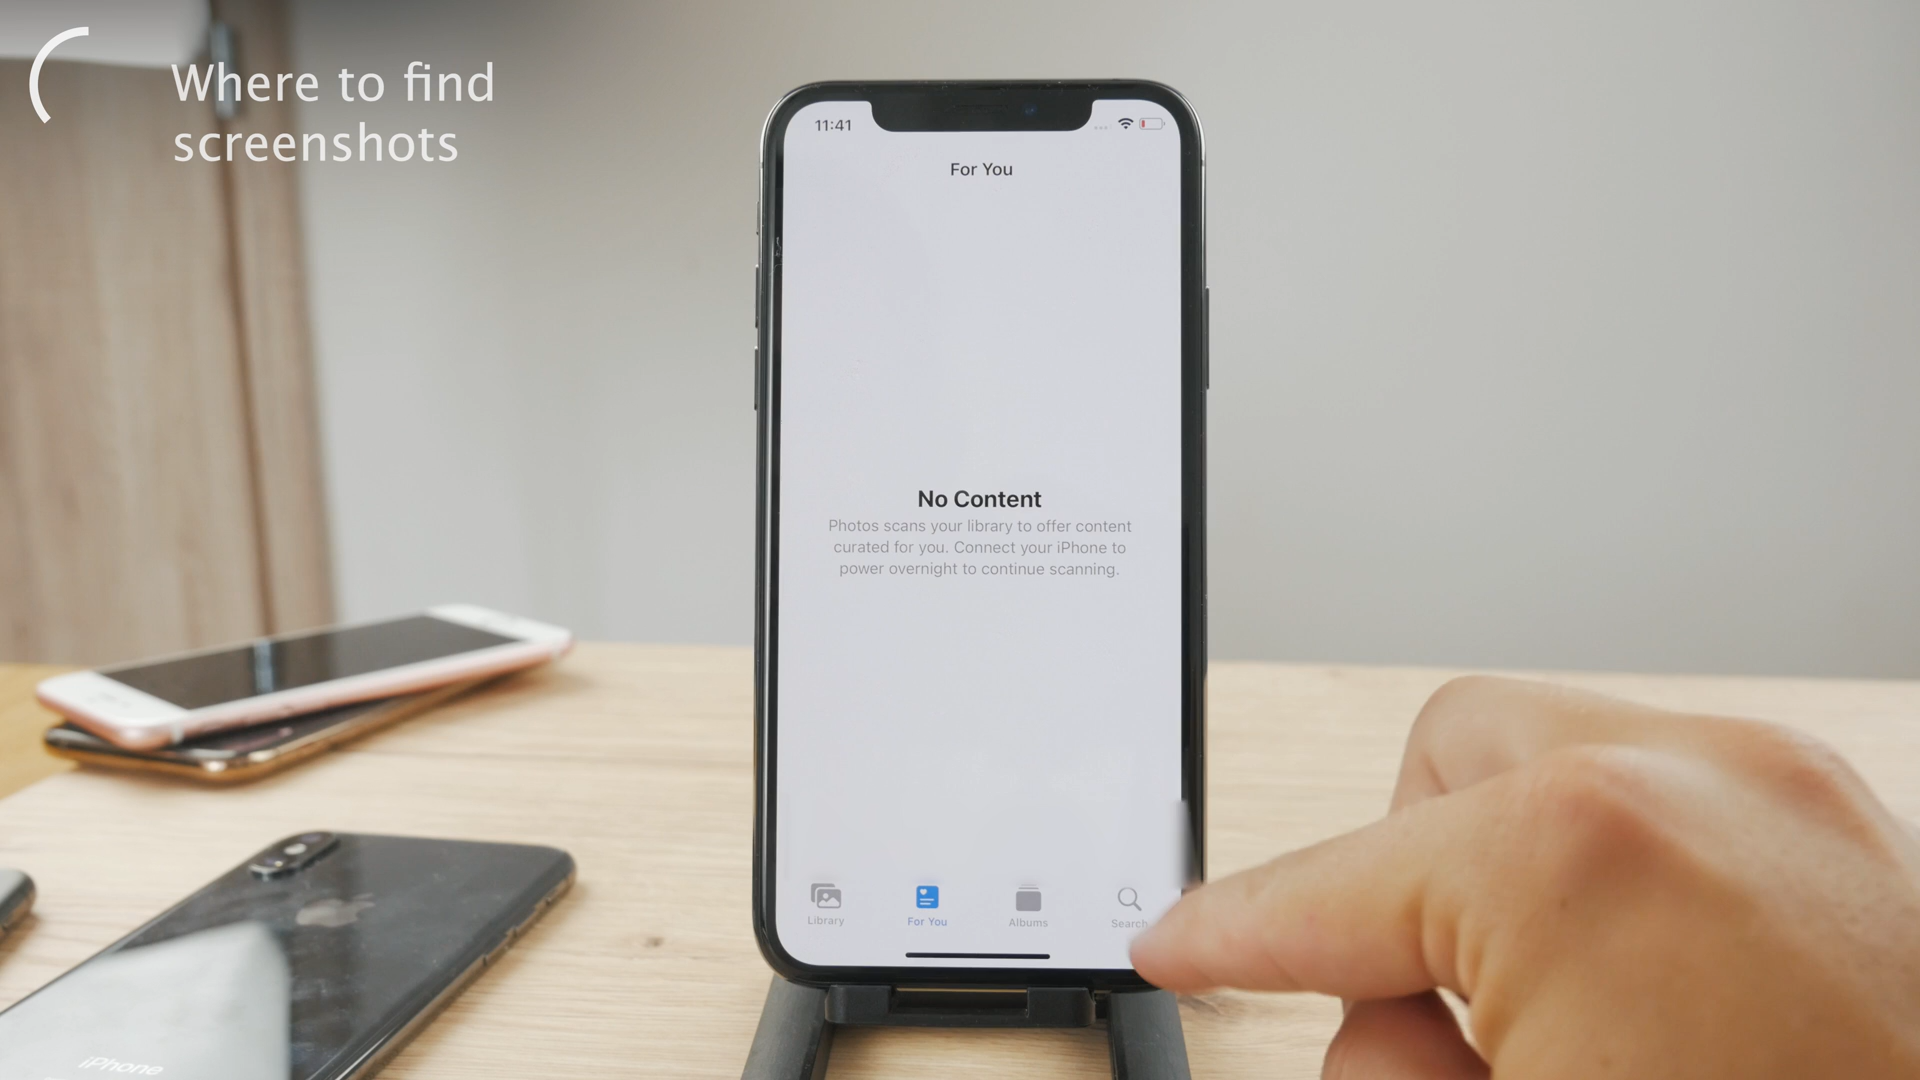 Where to find
screenshots
11:41
For You
No Content
Photos scans your library to offer content
curated for you. Connect your iPhone to
power overnight to continue scanning.
Library
For You
Albums
Search
iPhone